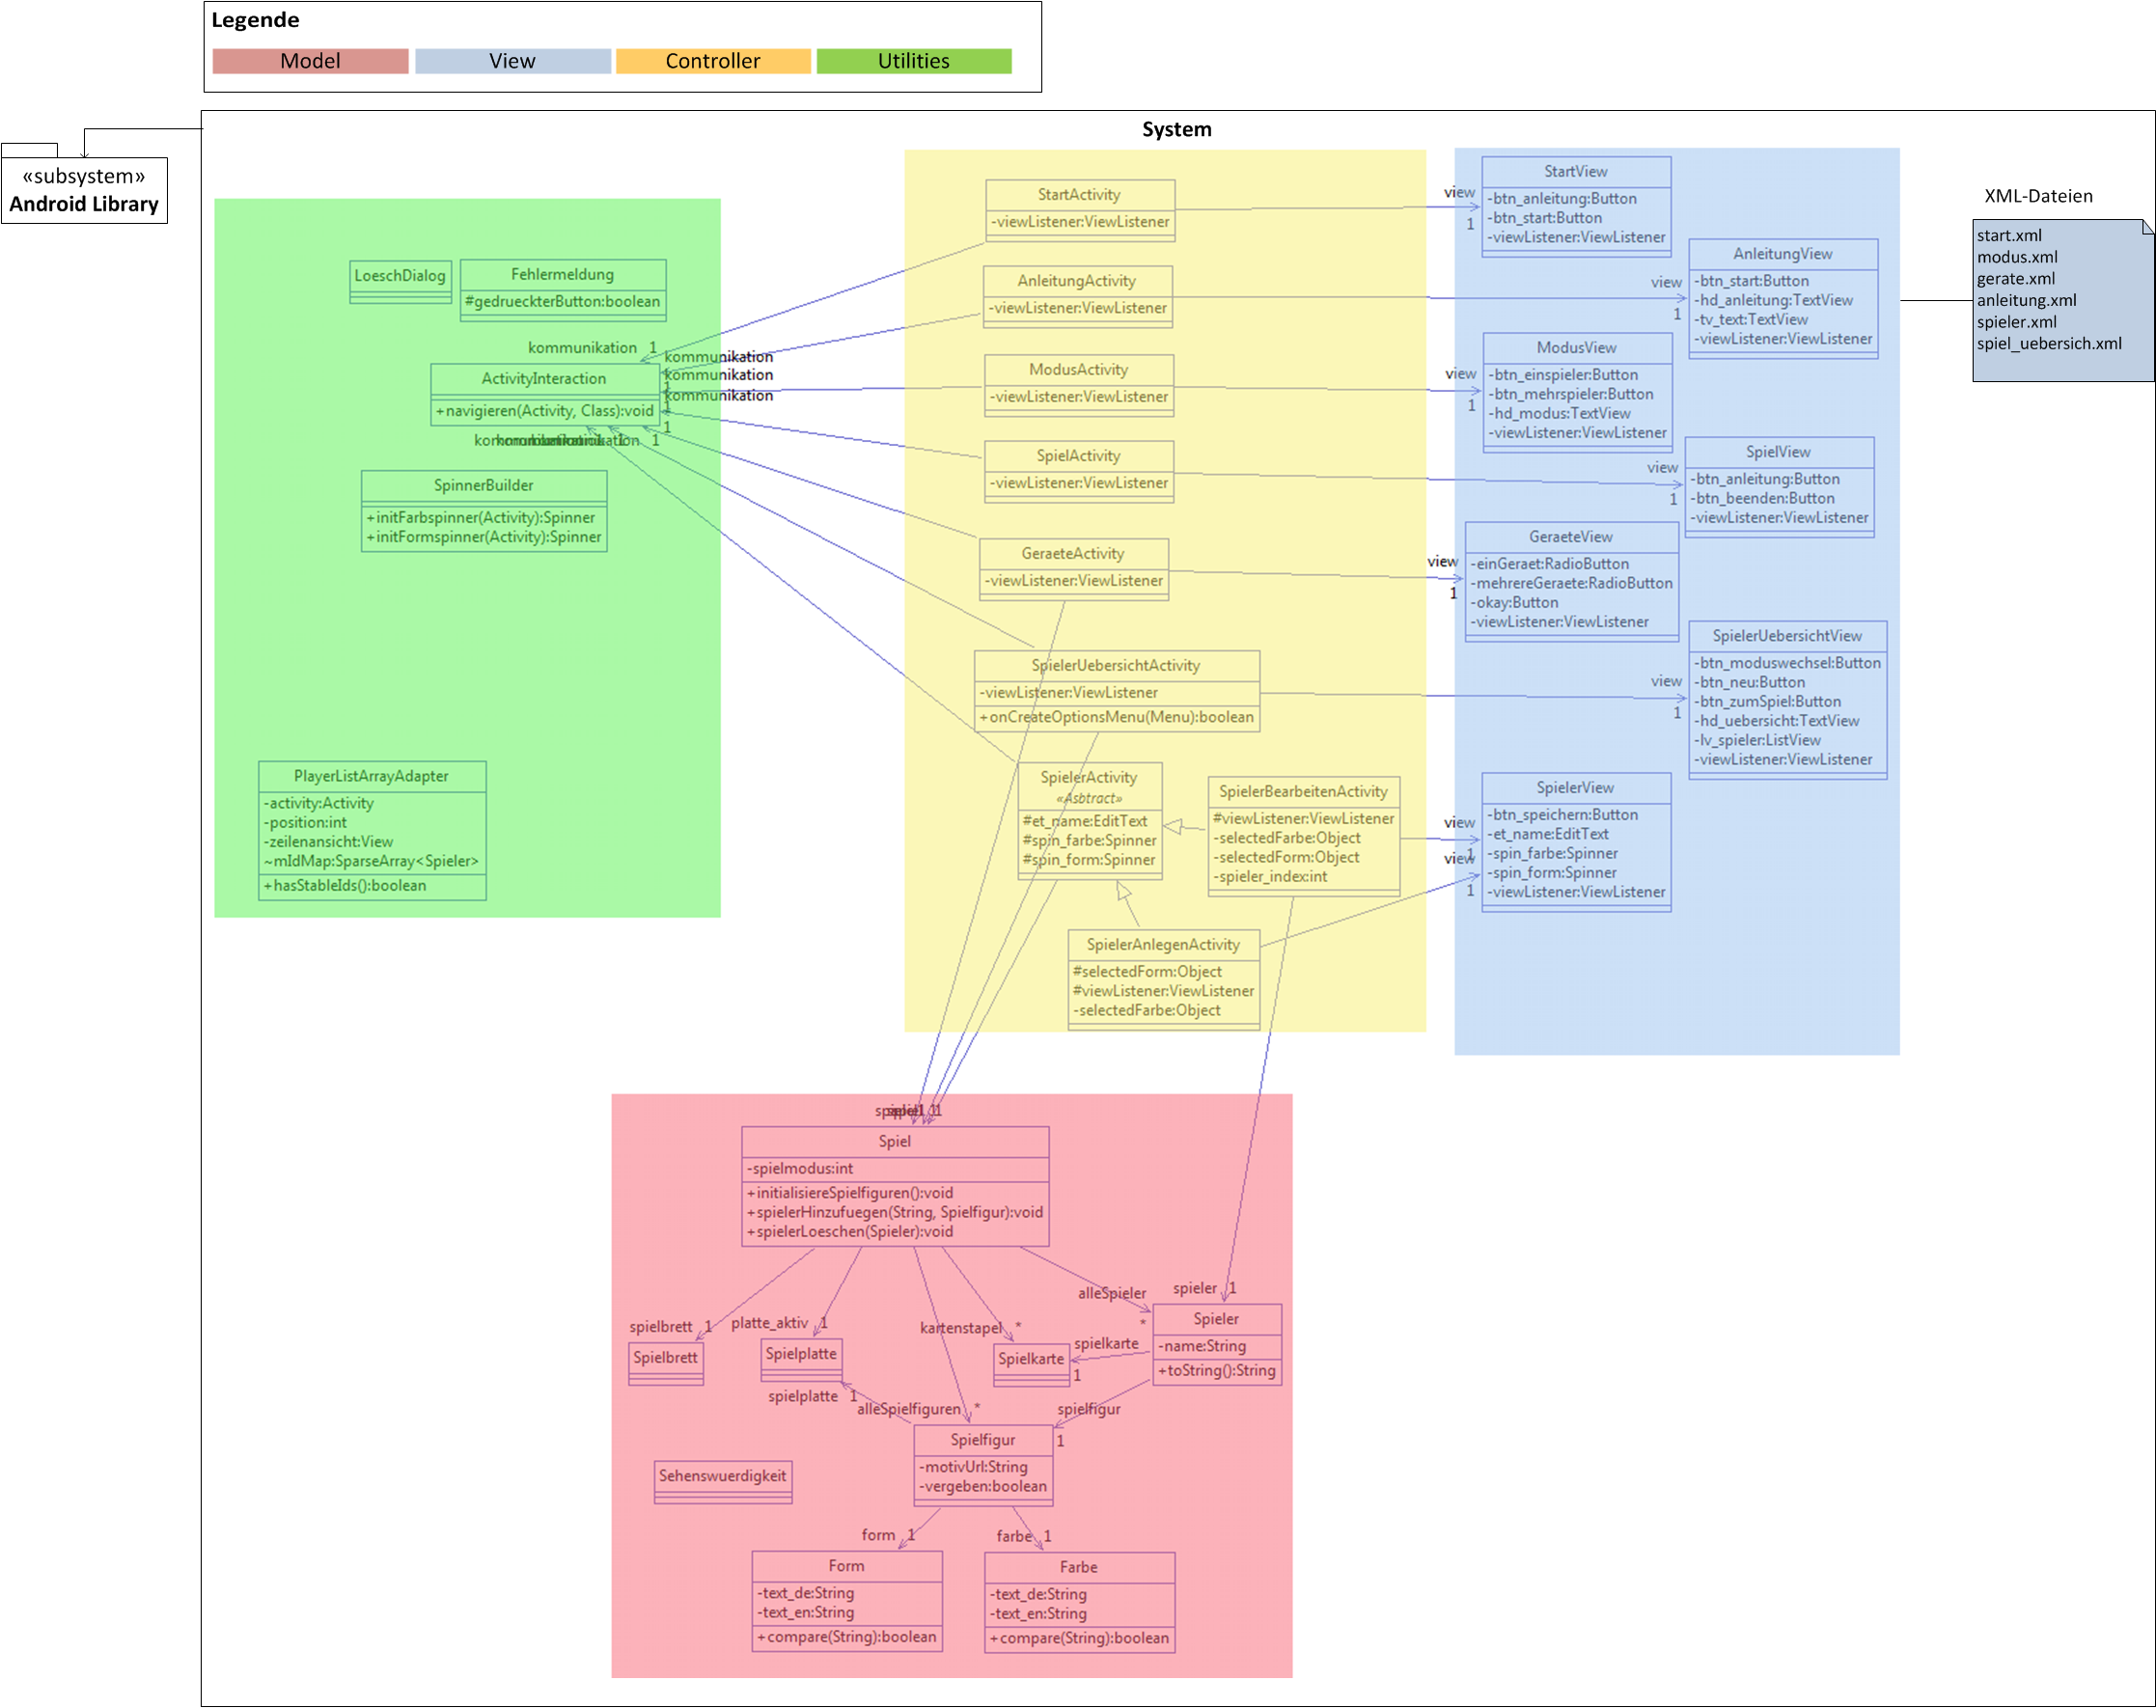 Legende
Model
View
Controller
Utilities
«subsystem»
Android Library
System
LoeschDialog
Fehlermeldung
#gedrueckterButton:boolean
kommunikation 1
kommunikation
kommunikation
kommunikation
1
1
ActivityInteraction
+navigieren(Activity, Class):void
1
SpinnerBuilder
+initFarbspinner(Activity):Spinner
+initFormspinner(Activity):Spinner
PlayerListArrayAdapter
-activity:Activity
-position:int
-zeilenansicht:View
~mIdMap:SparseArray<Spieler>
+hasStableIds():boolean
StartActivity
-viewListener:ViewListener
AnleitungActivity
-viewListener:ViewListener
ModusActivity
-viewListener:ViewListener
SpielActivity
-viewListener:ViewListener
GeraeteActivity
-viewListener:ViewListener
SpielerUebersichtActivity
-viewListener:ViewListener
+onCreateOptionsMenu(Menu):boolean
SpielerActivity
«Asbtract»
#et_name:EditText
#spin_farbe:Spinner
#spin_form:Spinner
SpielerBearbeitenActivity
#viewListener:ViewListener
-selectedFarbe:Object
-selectedForm:Object
-spieler_index:int
SpielerAnlegenActivity
#selectedForm:Object
#viewListener:ViewListener
-selectedFarbe:Object
view
1
StartView
-btn_anleitung:Button
-btn_start:Button
-viewListener:ViewListener
view
1
AnleitungView
-btn_start:Button
-hd_anleitung:TextView
-tv_text:TextView
-viewListener:ViewListener
view
1
ModusView
-btn_einspieler:Button
-btn_mehrspieler:Button
-hd_modus:TextView
-viewListener:ViewListener
view
1
SpielView
-btn_anleitung:Button
-btn_beenden:Button
-viewListener:ViewListener
view
1
GeraeteView
-einGeraet:RadioButton
-mehrereGeraete:RadioButton
-okay:Button
-viewListener:ViewListener
view
1
SpielerUebersichtView
-btn_moduswechsel:Button
-btn_neu:Button
-btn_zumSpiel:Button
-hd_uebersicht:TextView
-lv_spieler:ListView
-viewListener:ViewListener
view
1
view
1
SpielerView
-btn_speichern:Button
-et_name:EditText
-spin_farbe:Spinner
-spin_form:Spinner
-viewListener:ViewListener
XML-Dateien
start.xml
modus.xml
gerate.xml
anleitung.xml
spieler.xml
spiel_uebersich.xml
Spiel
-spielmodus:int
+initialisiereSpielfiguren():void
+spielerHinzufuegen(String, Spielfigur):void
+spielerLoeschen(Spieler):void
spielbrett 1
Spielbrett
platte_aktiv 1
Spielplatte
spielplatte 1
kartenstapel *
Spielkarte
alleSpieler
*
spieler 1
Spieler
-name:String
+toString():String
spielkarte
1
alleSpielfiguren *
spielfigur
1
Spielfigur
-motivUrl:String
-vergeben:boolean
Sehenswuerdigkeit
form 1
farbe 1
Form
-text_de:String
-text_en:String
+compare(String):boolean
Farbe
-text_de:String
-text_en:String
+compare(String):boolean